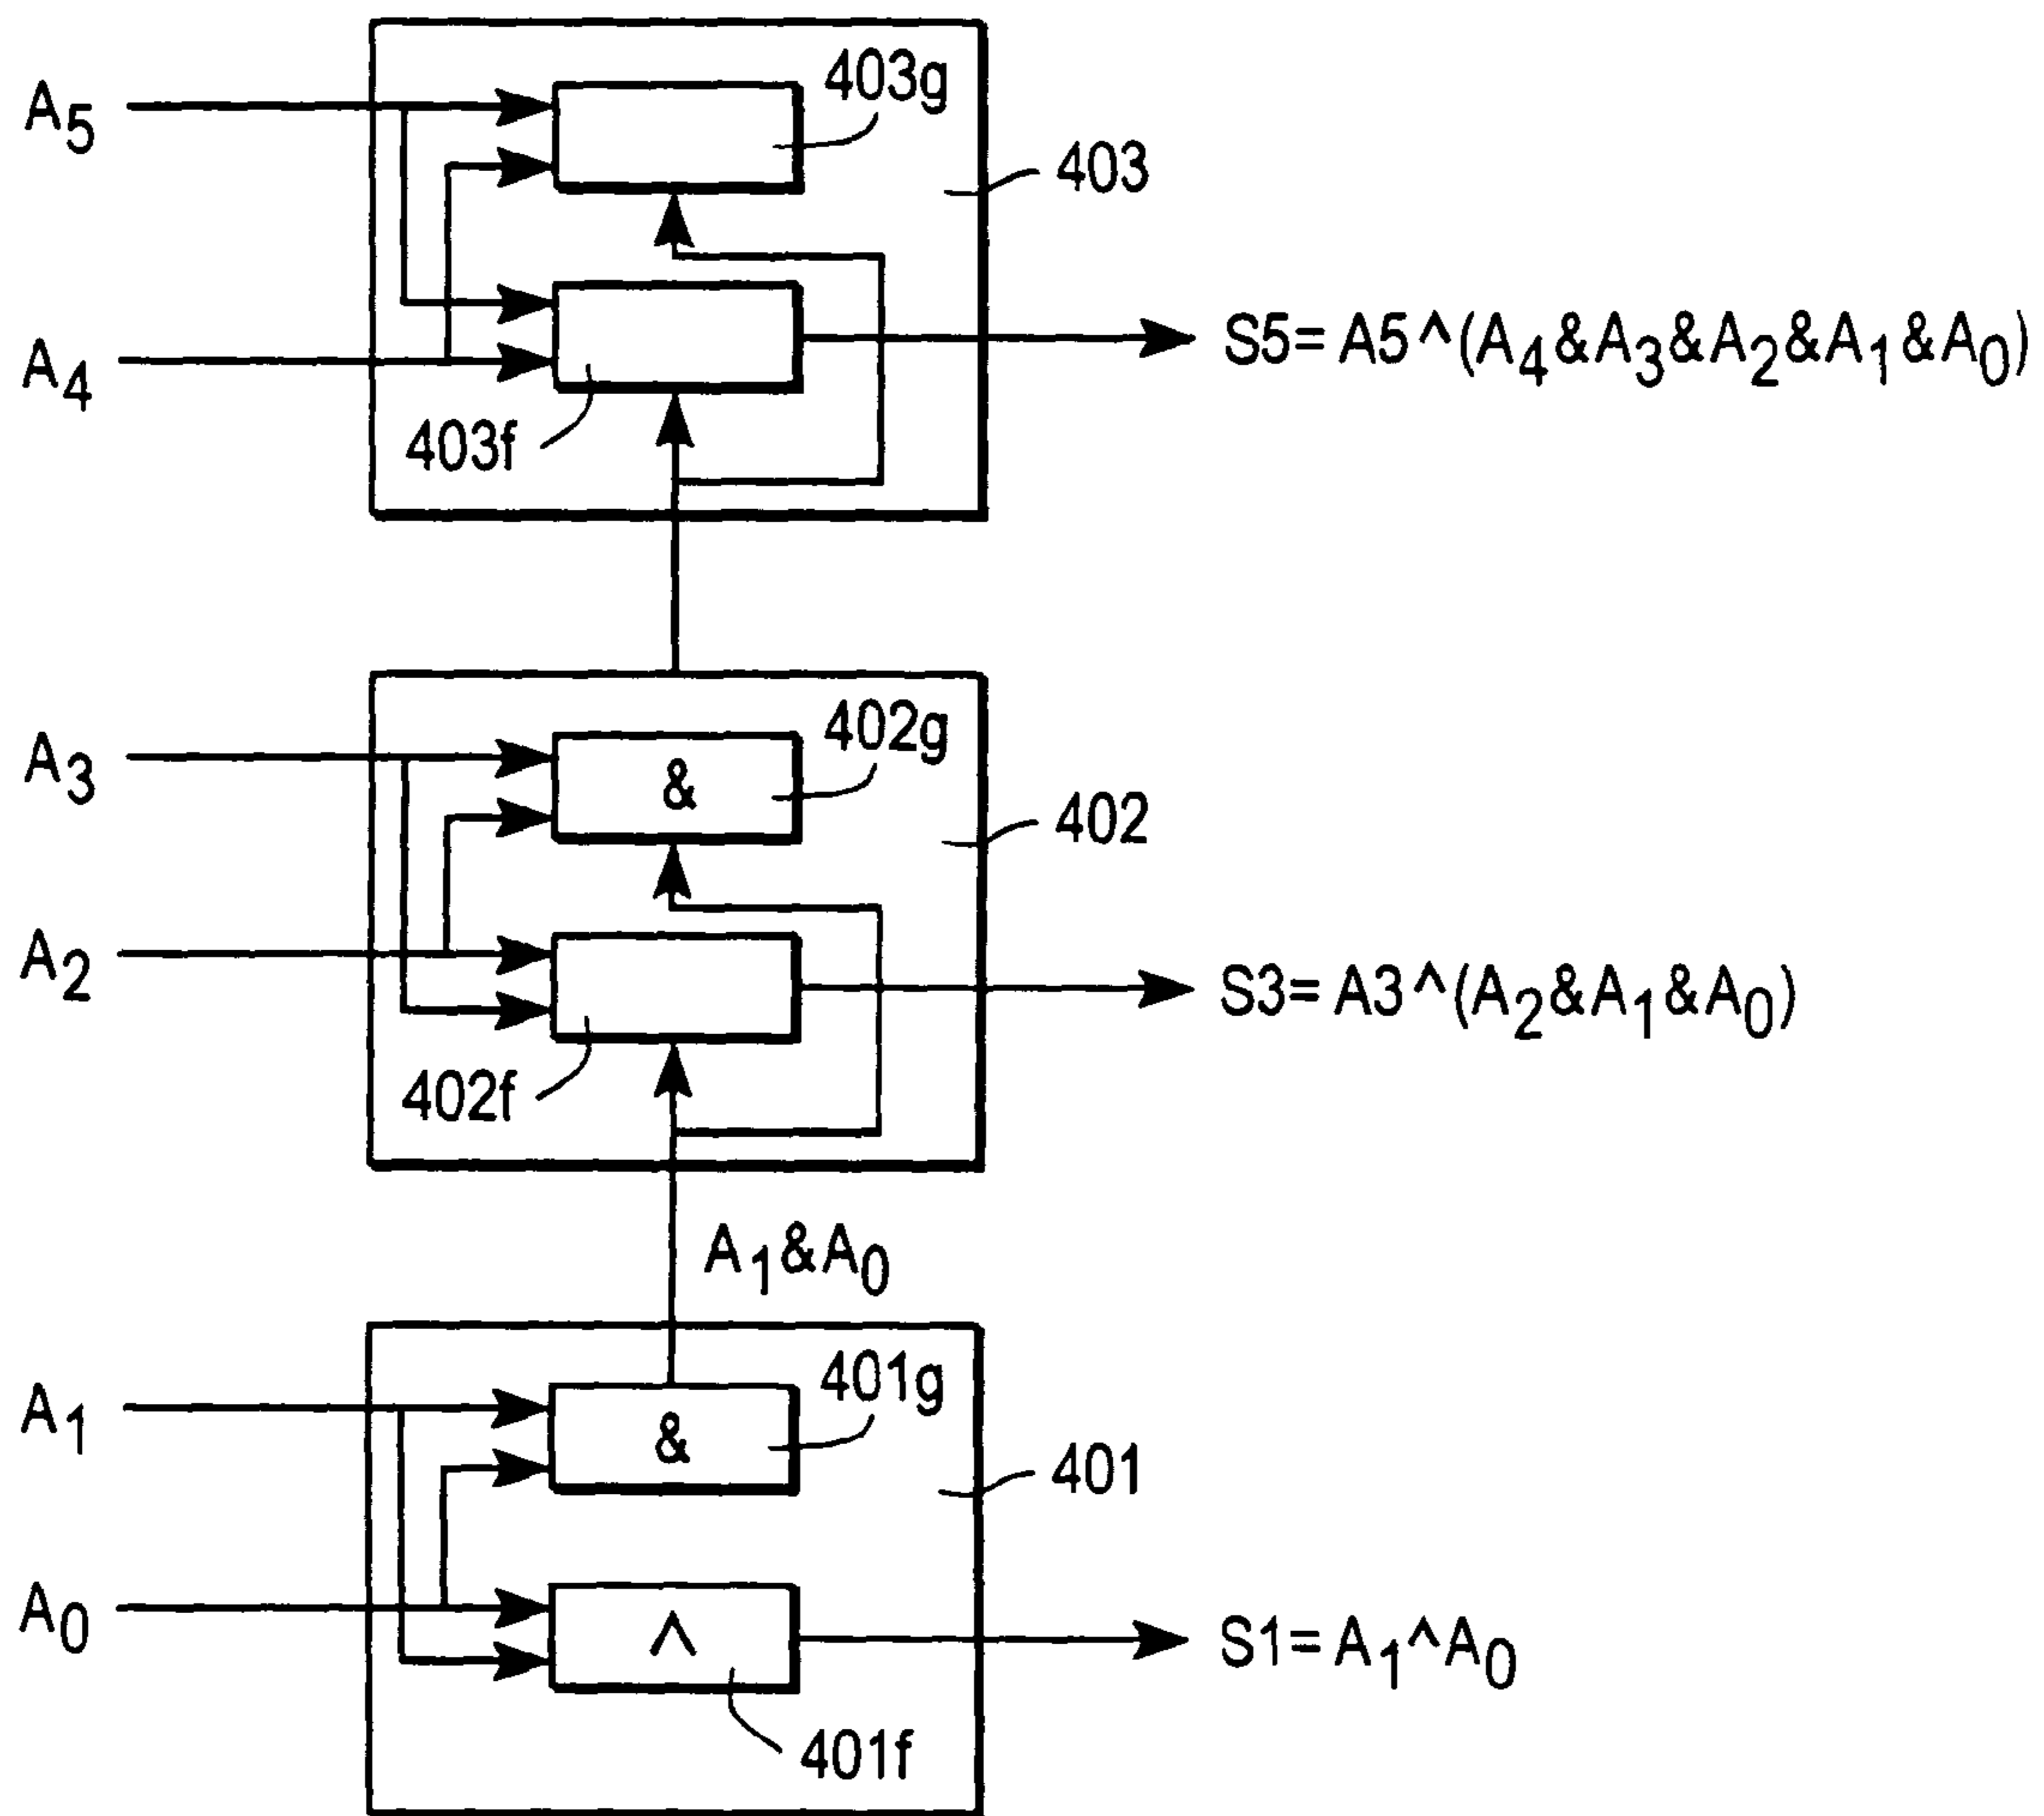 403g
A5
403
S5= A5^(A4&A3&A2&A1&A0)
A4
403f
402g
A3
&
402
A2
S3= A3^(A2&A1&A0)
402f
A1&A0
401g
A1
&
401
A0
^
S1=A1^A0
401f